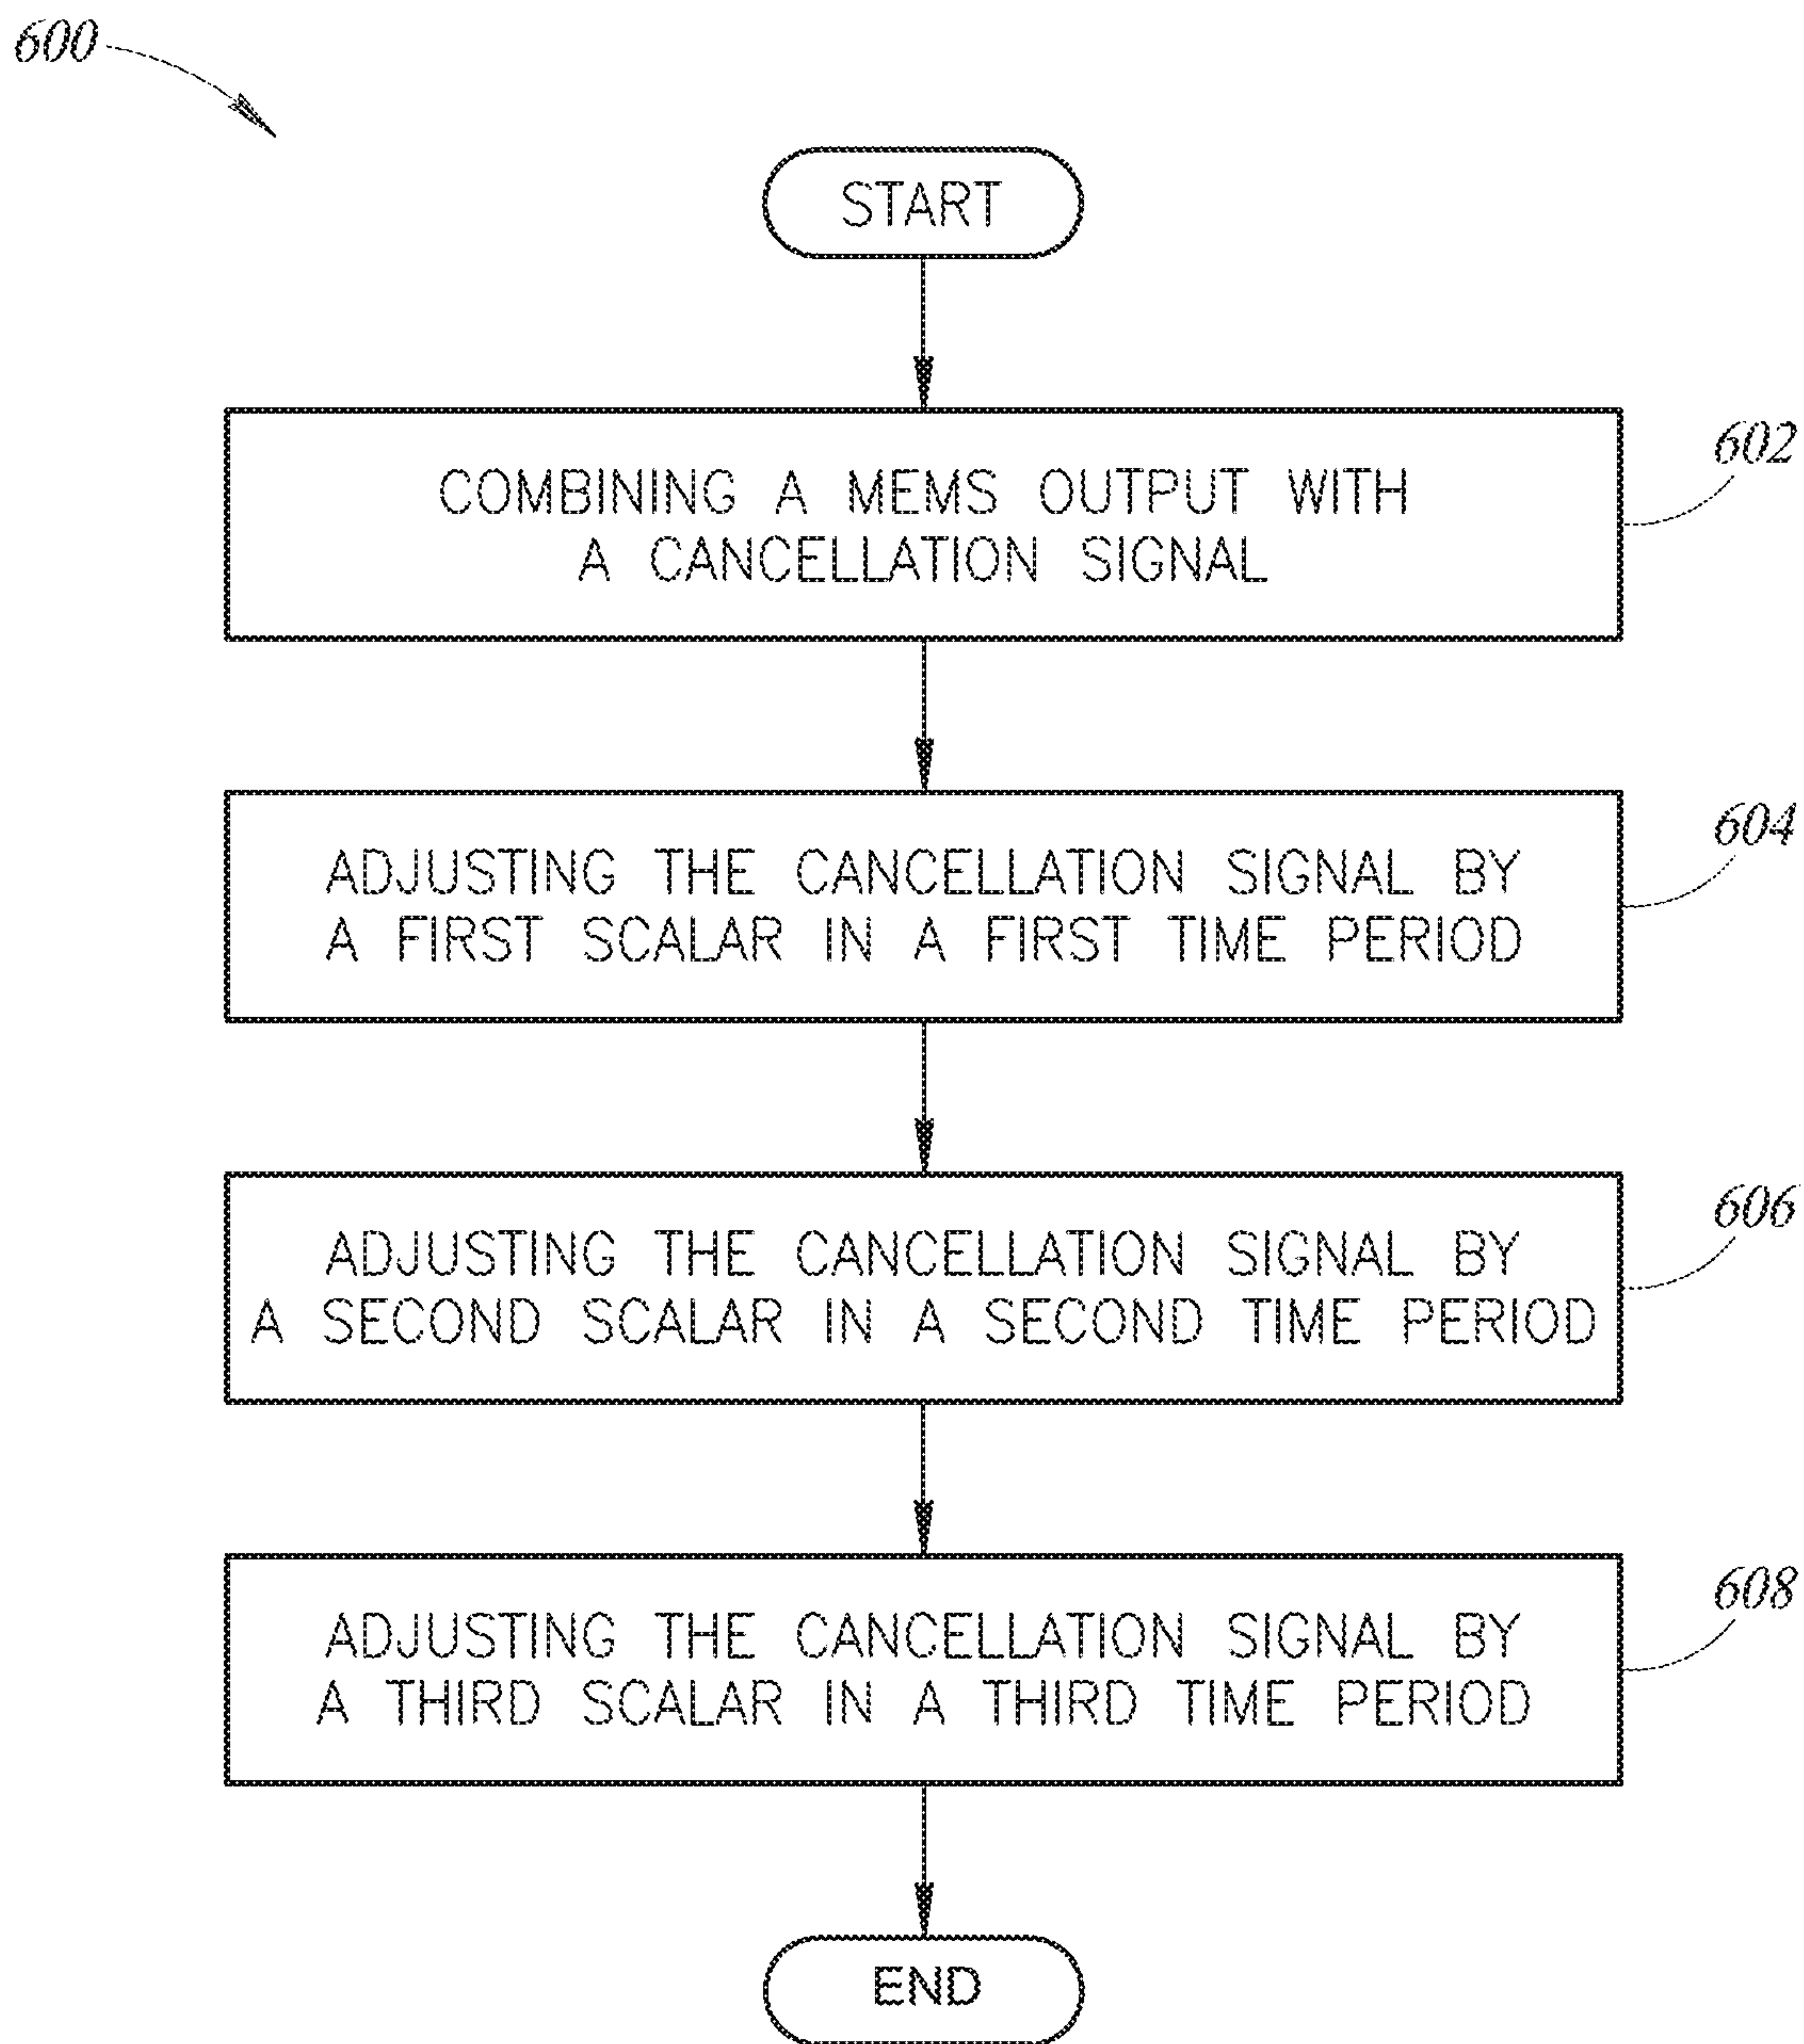 600
START
COMBINING A MEMS OUTPUT WITH
A CANCELLATION SIGNAL
602
ADJUSTING THE CANCELLATION SIGNAL BY
A FIRST SCALAR IN A FIRST TIME PERIOD
604
ADJUSTING THE CANCELLATION SIGNAL BY
A SECOND SCALAR IN A SECOND TIME PERIOD
606
ADJUSTING THE CANCELLATION SIGNAL BY
A THIRD SCALAR IN A THIRD TIME PERIOD
608
END